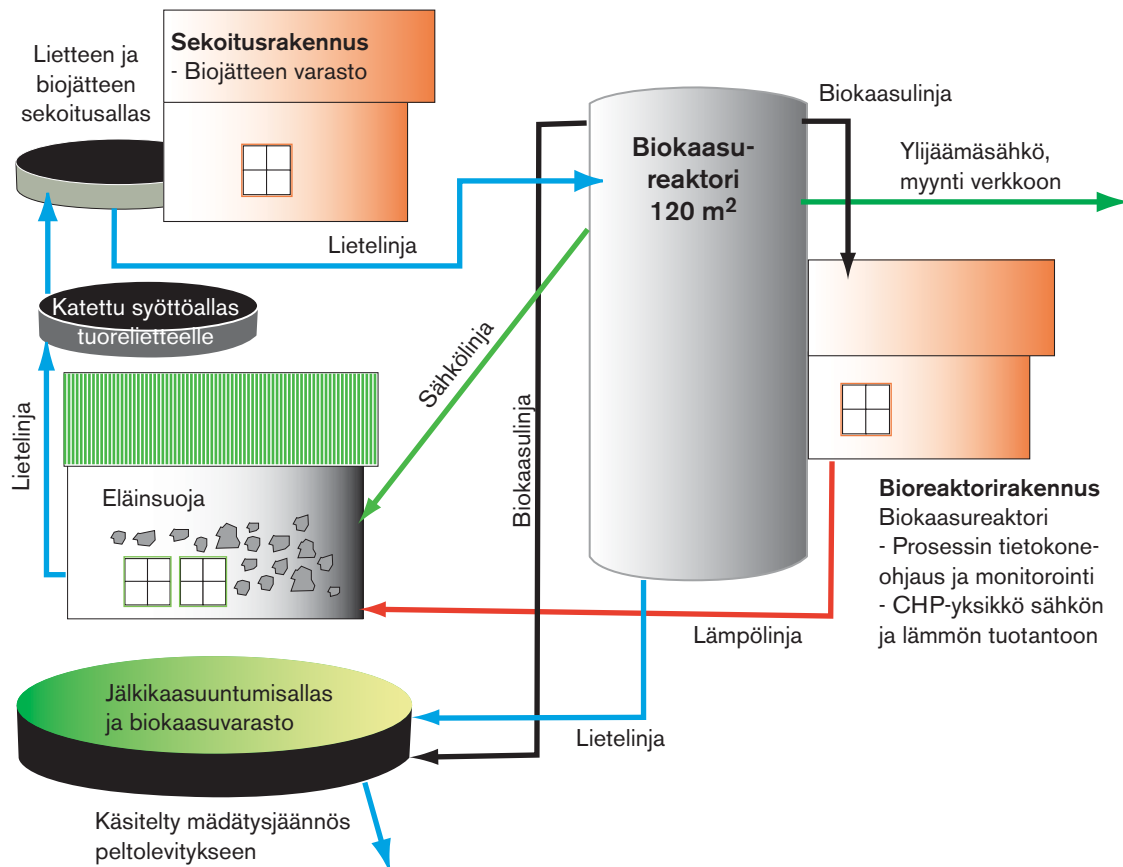 Lietteen ja
biojätteen
sekoitusallas
Sekoitusrakennus
- Biojätteen varasto
Biokaasulinja
Biokaasu-
reaktori
120 m²
Ylijäämäsähkö,
myynti verkkoon
Lietelinja
Katettu syöttöallas
tuorelietteelle
Sähkölinja
Biokaasulinja
Lietelinja
Eläinsuoja
Bioreaktorirakennus
Biokaasureaktori
- Prosessin tietokone-
ohjaus ja monitorointi
- CHP-yksikkö sähkön
ja lämmön tuotantoon
Lämpölinja
Jälkikaasuuntumisallas
ja biokaasuvarasto
Lietelinja
Käsitelty mädätysjäännös
peltolevitykseen